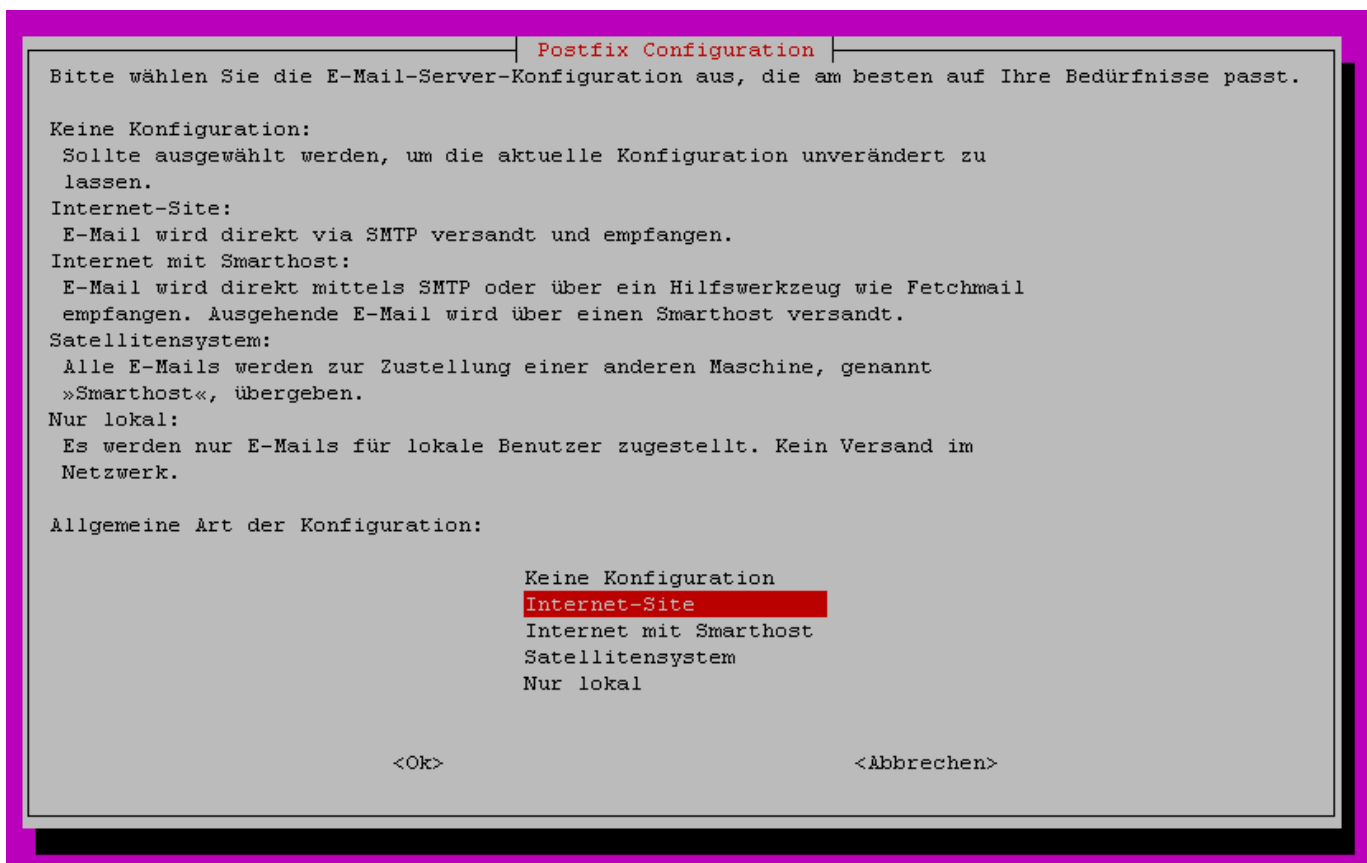 Postfix Configuration
Bitte wählen Sie die E-Mail-Server-Konfiguration aus, die am besten auf Ihre Bedürfnisse passt.
Keine Konfiguration:
Sollte ausgewählt werden, um die aktuelle Konfiguration unverändert zu
lassen.
Internet-Site:
E-Mail wird direkt via SMTP versandt und empfangen.
Internet mit Smarthost:
E-Mail wird direkt mittels SMTP oder über ein Hilfswerkzeug wie Fetchmail
empfangen. Ausgehende E-Mail wird über einen Smarthost versandt.
Satellitensystem:
Alle E-Mails werden zur Zustellung einer anderen Maschine, genannt
»Smarthost«, übergeben.
Nur lokal:
Es werden nur E-Mails für lokale Benutzer zugestellt. Kein Versand im
Netzwerk.
Allgemeine Art der Konfiguration:
Keine Konfiguration
Internet-Site
Internet mit Smarthost
Satellitensystem
Nur lokal
<Ok> <Abbrechen>